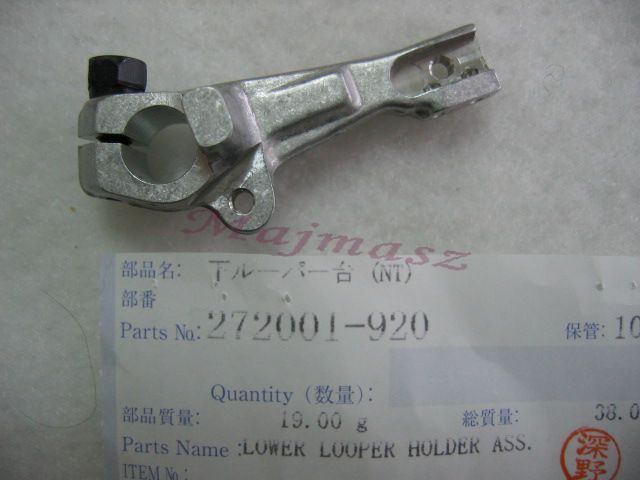 Majmasz
部品名: 下ルーパー台 (NT)
部番
Parts No.: 272001-920 保管: 10
Quantity (数量):
部品質量: 19.00 g 総質量: 38.0
Parts Name :LOWER LOOPER HOLDER ASS.
深野
ITEM No.: